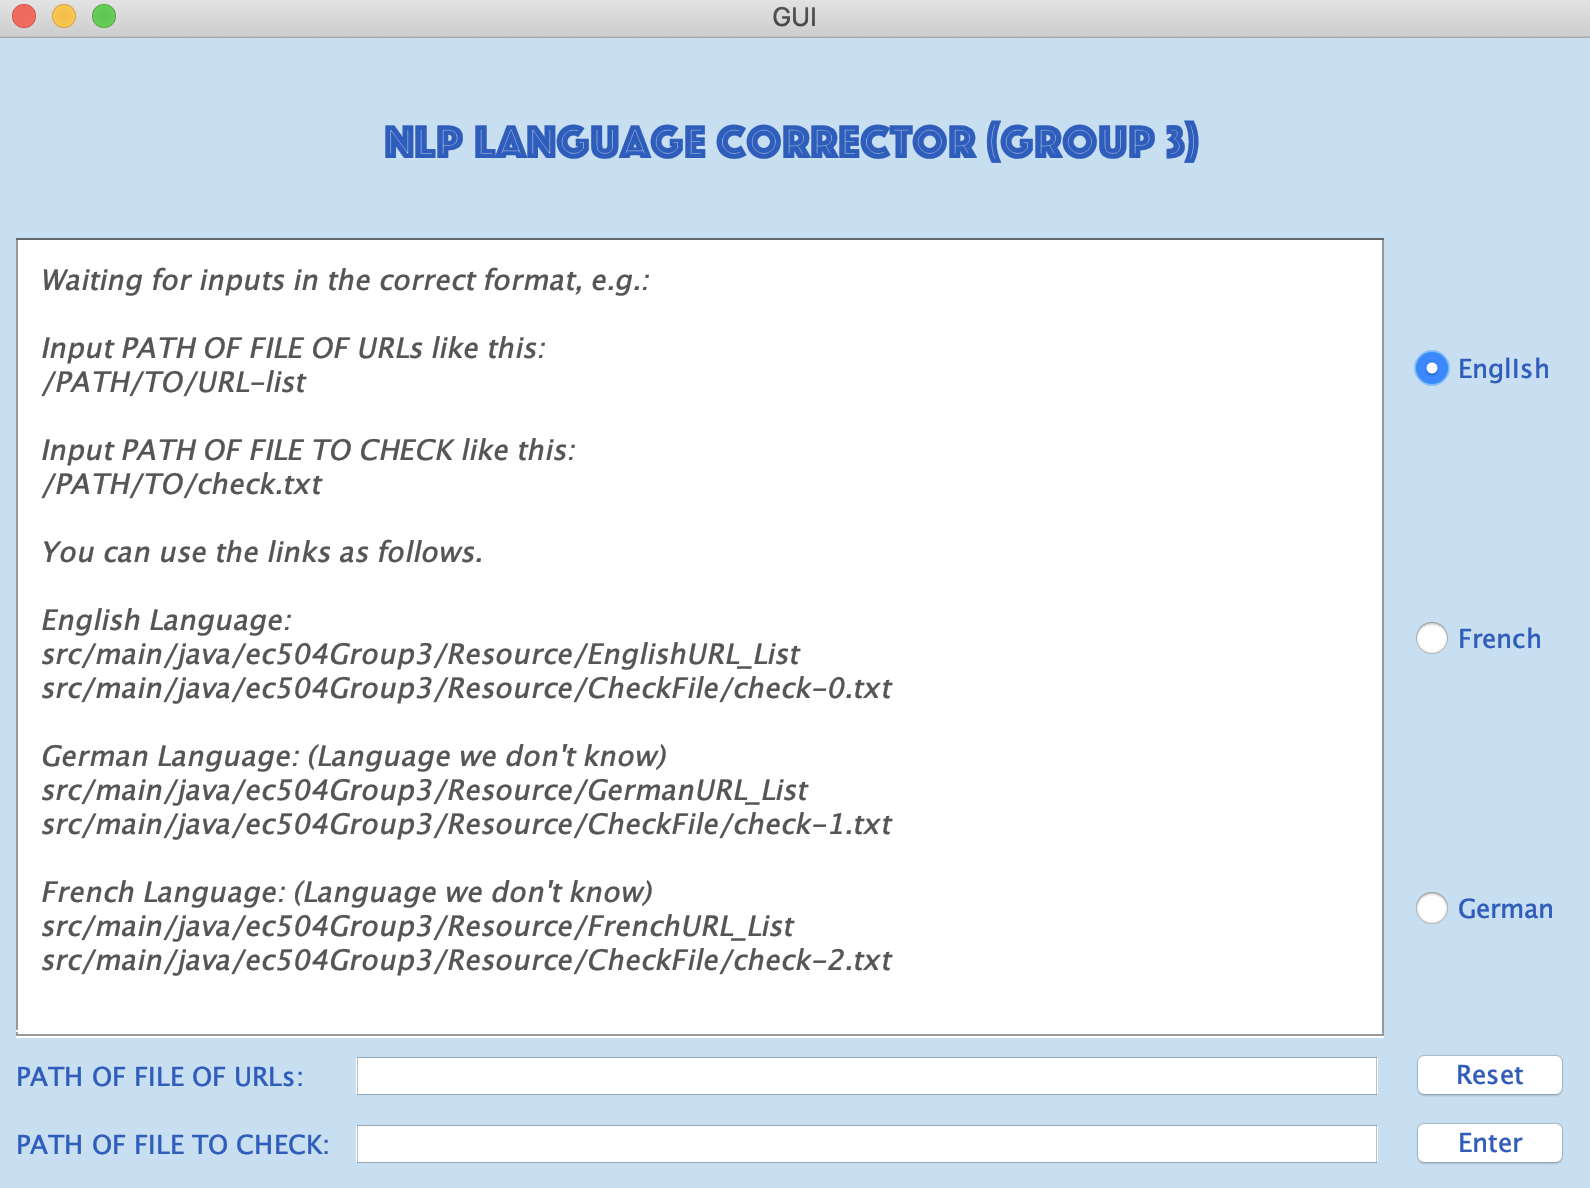 GUI
NLP LANGUAGE CORRECTOR (GROUP 3)
Waiting for inputs in the correct format, e.g.:
Input PATH OF FILE OF URLs like this:
/PATH/TO/URL-list
Input PATH OF FILE TO CHECK like this:
/PATH/TO/check.txt
You can use the links as follows.
English Language:
src/main/java/ec504Group3/Resource/EnglishURL_List
src/main/java/ec504Group3/Resource/CheckFile/check-0.txt
German Language: (Language we don't know)
src/main/java/ec504Group3/Resource/GermanURL_List
src/main/java/ec504Group3/Resource/CheckFile/check-1.txt
French Language: (Language we don't know)
src/main/java/ec504Group3/Resource/FrenchURL_List
src/main/java/ec504Group3/Resource/CheckFile/check-2.txt
EnglIsh
French
German
PATH OF FILE OF URLs:
Reset
PATH OF FILE TO CHECK:
Enter